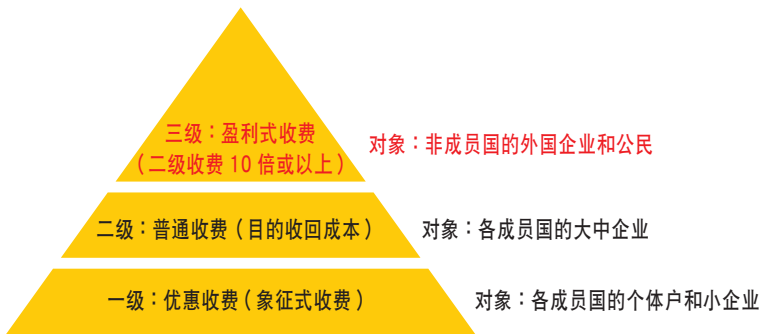 三级：盈利式收费
（二级收费 10 倍或以上）
对象：非成员国的外国企业和公民
二级：普通收费（目的收回成本）
对象：各成员国的大中企业
一级：优惠收费（象征式收费）
对象：各成员国的个体户和小企业